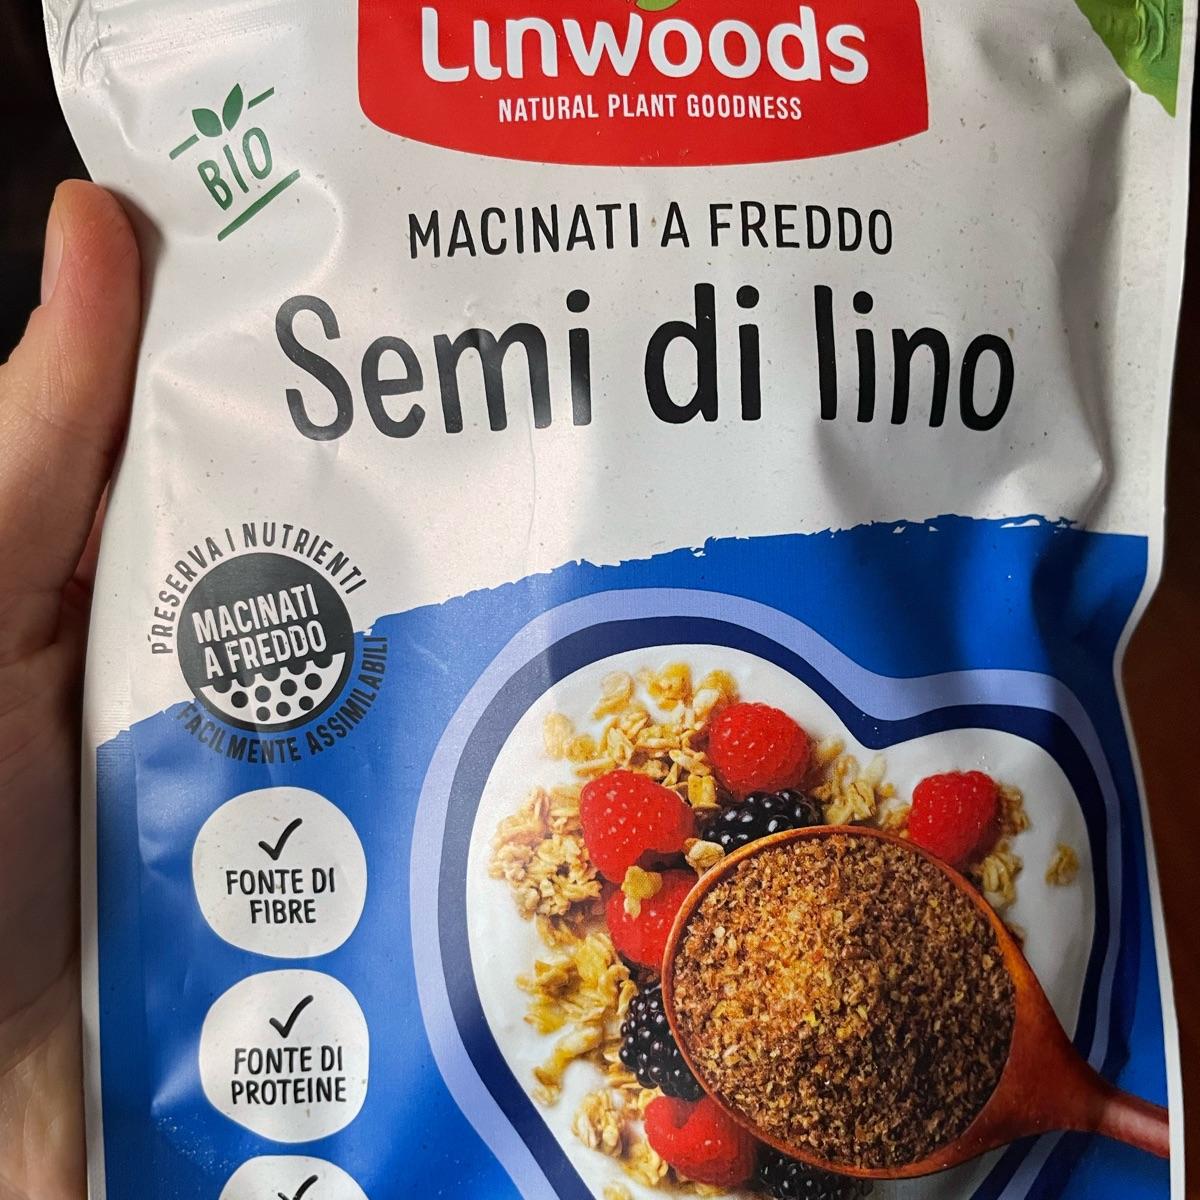 Linwoods
NATURAL PLANT GOODNESS
BIO
MACINATI A FREDDO
Semi di lino
PRESERVA I NUTRIENTI
MACINATI
A FREDDO
FACILMENTE ASSIMILABILI
FONTE DI
FIBRE
FONTE DI
PROTEINE